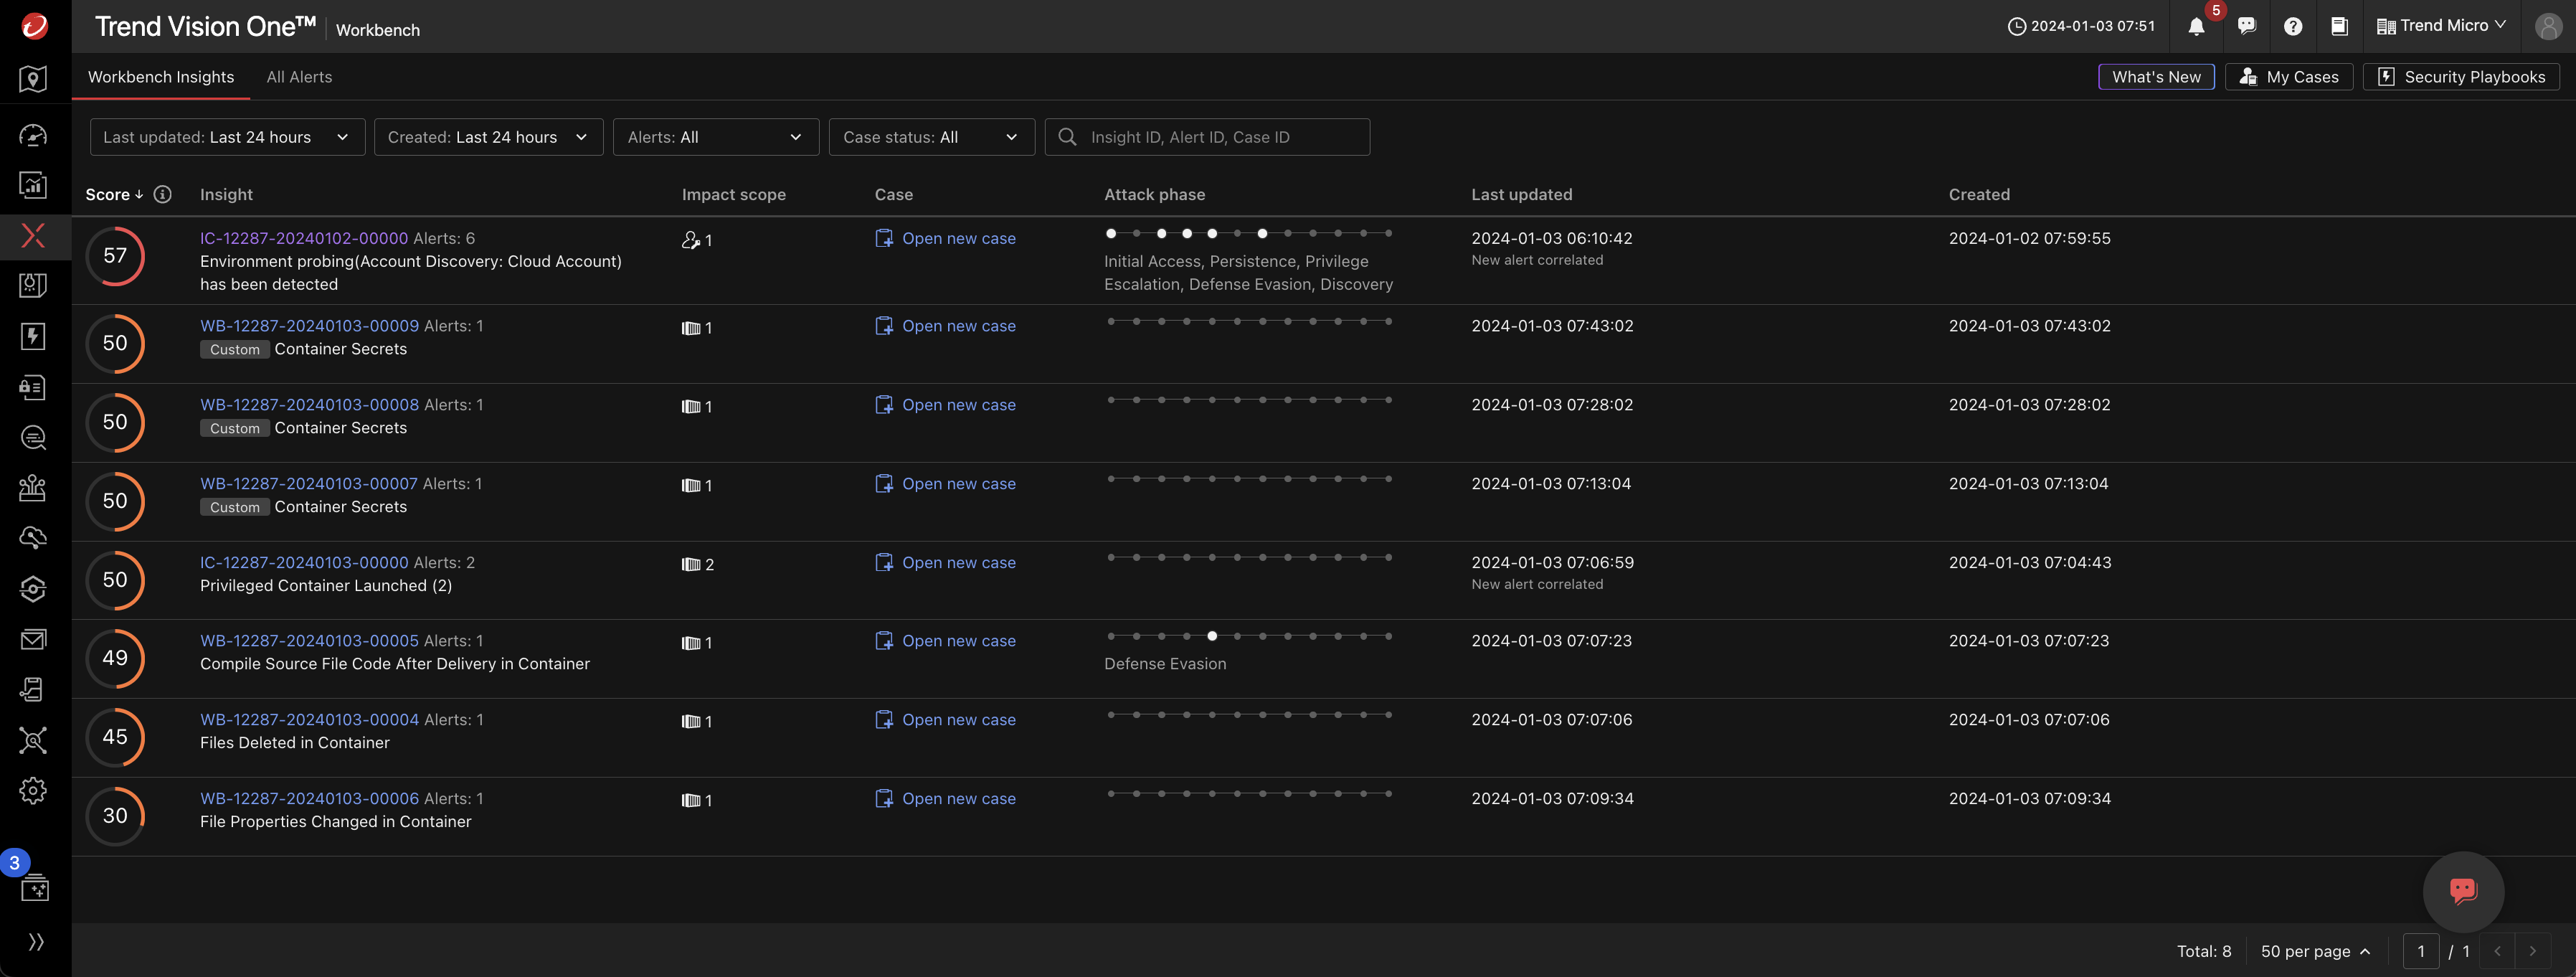 Trend Vision One™ Workbench
2024-01-03 07:51
5
Trend Micro
Workbench Insights All Alerts
What's New My Cases Security Playbooks
Last updated: Last 24 hours Created: Last 24 hours Alerts: All Case status: All Insight ID, Alert ID, Case ID
Score ↓ Insight Impact scope Case Attack phase Last updated Created
57 IC-12287-20240102-00000 Alerts: 6 1 Open new case 2024-01-03 06:10:42 2024-01-02 07:59:55
Environment probing(Account Discovery: Cloud Account) Initial Access, Persistence, Privilege New alert correlated
has been detected Escalation, Defense Evasion, Discovery
50 WB-12287-20240103-00009 Alerts: 1 1 Open new case 2024-01-03 07:43:02 2024-01-03 07:43:02
Custom Container Secrets
50 WB-12287-20240103-00008 Alerts: 1 1 Open new case 2024-01-03 07:28:02 2024-01-03 07:28:02
Custom Container Secrets
50 WB-12287-20240103-00007 Alerts: 1 1 Open new case 2024-01-03 07:13:04 2024-01-03 07:13:04
Custom Container Secrets
50 IC-12287-20240103-00000 Alerts: 2 2 Open new case 2024-01-03 07:06:59 2024-01-03 07:04:43
Privileged Container Launched (2) New alert correlated
49 WB-12287-20240103-00005 Alerts: 1 1 Open new case 2024-01-03 07:07:23 2024-01-03 07:07:23
Compile Source File Code After Delivery in Container Defense Evasion
45 WB-12287-20240103-00004 Alerts: 1 1 Open new case 2024-01-03 07:07:06 2024-01-03 07:07:06
Files Deleted in Container
30 WB-12287-20240103-00006 Alerts: 1 1 Open new case 2024-01-03 07:09:34 2024-01-03 07:09:34
File Properties Changed in Container
3
Total: 8 50 per page 1 / 1